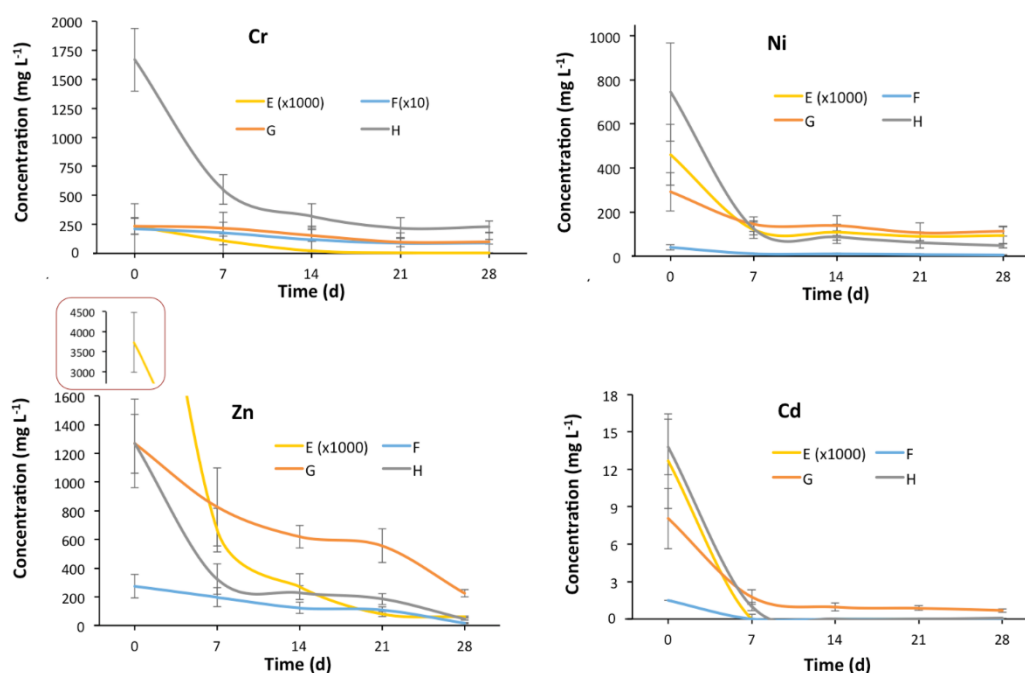 Cr
Concentration (mg L-1)
2000
1750
1500
1250
1000
750
500
250
0
E (x1000) F(x10)
G H
0 7 14 21 28
Time (d)
Ni
Concentration (mg L-1)
1000
800
600
400
200
0
E (x1000) F
G H
0 7 14 21 28
Time (d)
4500
4000
3500
3000
Zn
Concentration (mg L-1)
1600
1400
1200
1000
800
600
400
200
0
E (x1000) F
G H
0 7 14 21 28
Time (d)
Cd
Concentration (mg L-1)
18
15
12
9
6
3
0
E (x1000) F
G H
0 7 14 21 28
Time (d)